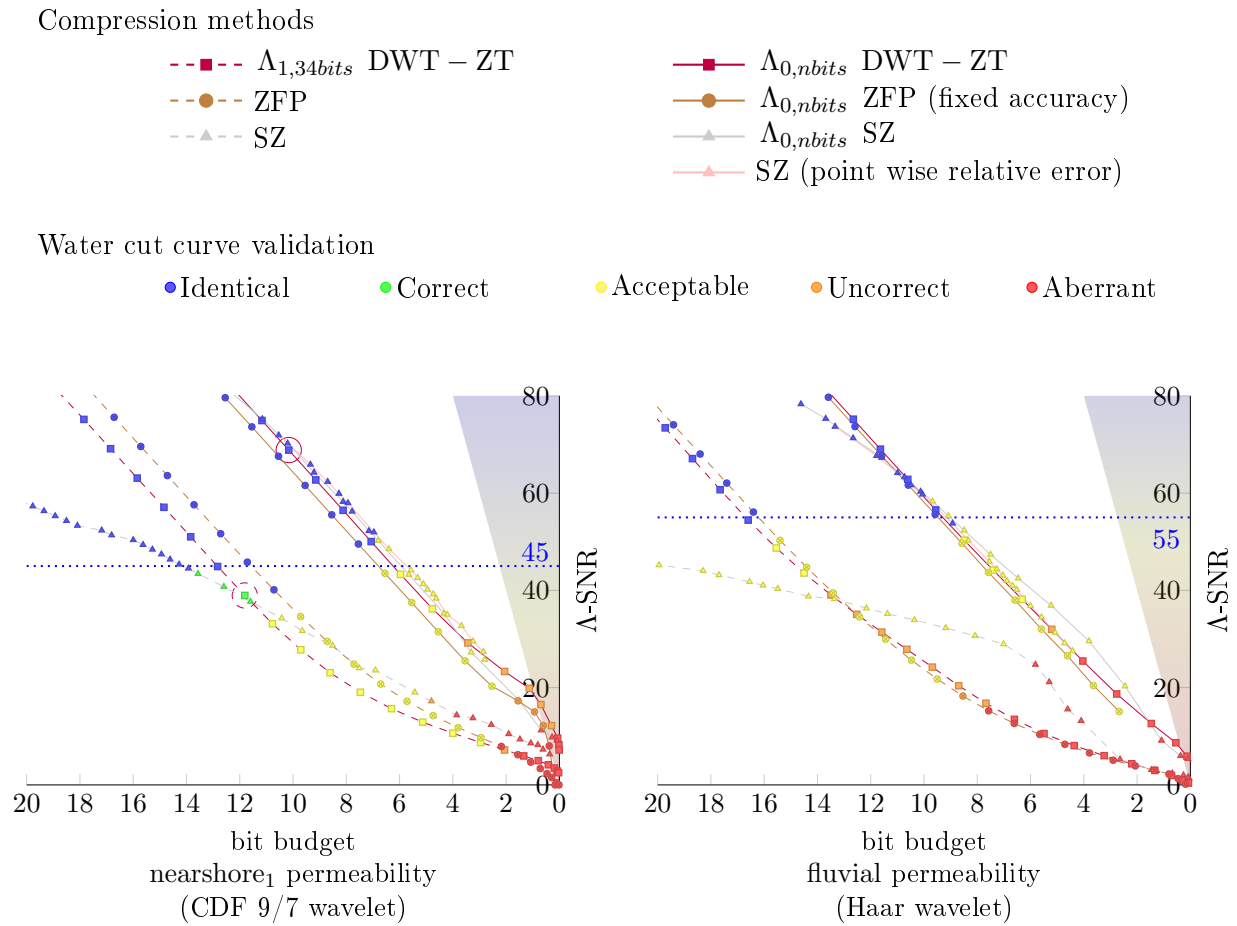 Compression methods
Λ1,34bits DWT – ZT
Λ0,nbits DWT – ZT
ZFP
Λ0,nbits ZFP (fixed accuracy)
SZ
Λ0,nbits SZ
SZ (point wise relative error)
Water cut curve validation
Identical
Correct
Acceptable
Uncorrect
Aberrant
80
60
45
40
20
0
Λ-SNR
20 18 16 14 12 10 8 6 4 2 0
bit budget
nearshore1 permeability
(CDF 9/7 wavelet)
80
60
55
40
20
0
Λ-SNR
20 18 16 14 12 10 8 6 4 2 0
bit budget
fluvial permeability
(Haar wavelet)